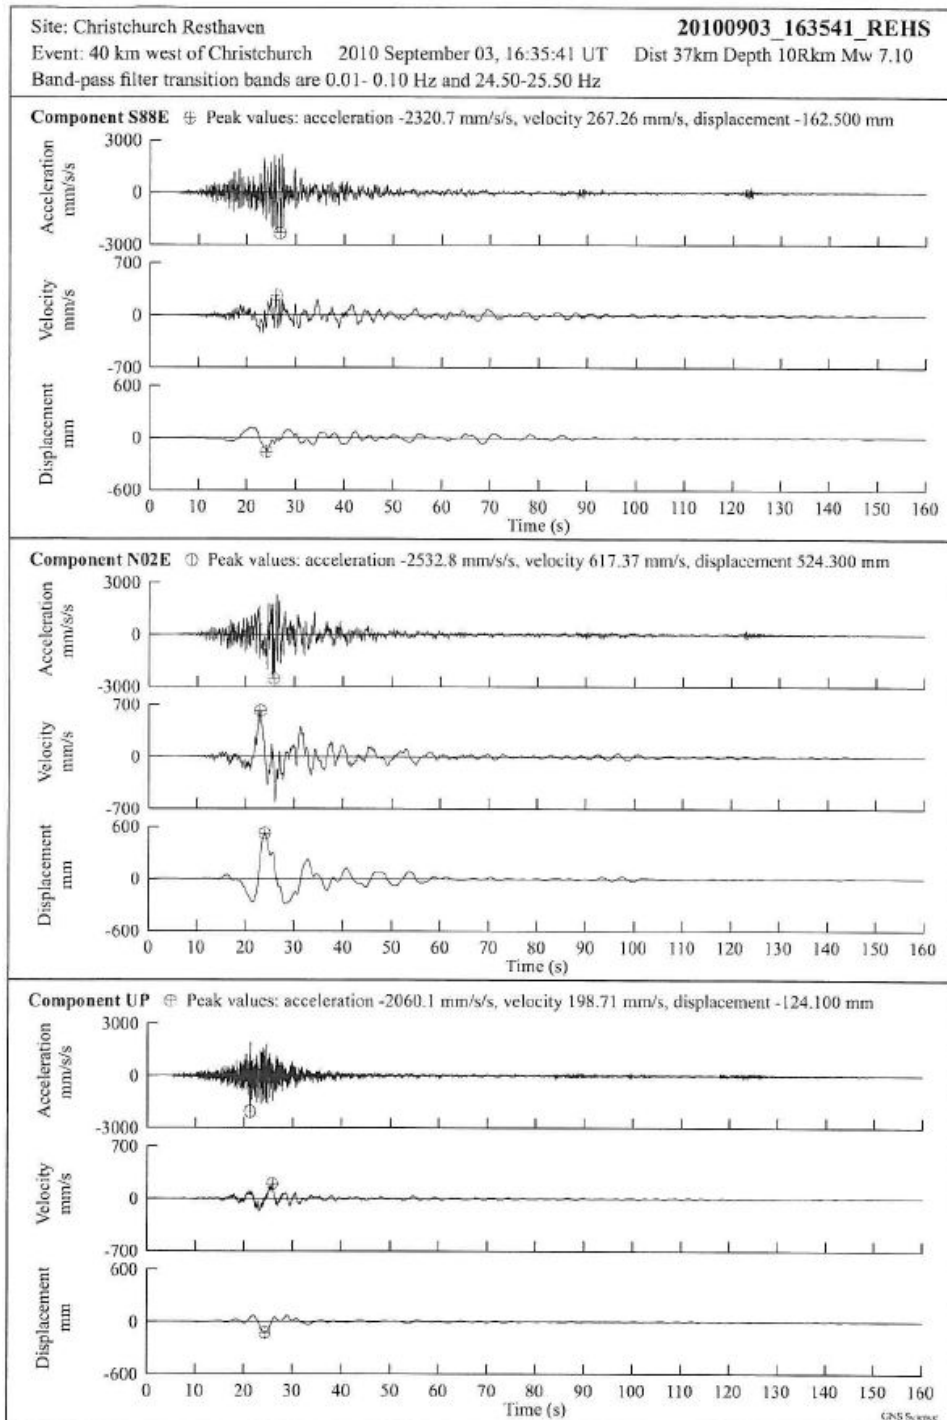 Site: Christchurch Resthaven 20100903_163541_REHS
Event: 40 km west of Christchurch 2010 September 03, 16:35:41 UT Dist 37km Depth 10Rkm Mw 7.10
Band-pass filter transition bands are 0.01- 0.10 Hz and 24.50-25.50 Hz
Component S88E ⊕ Peak values: acceleration -2320.7 mm/s/s, velocity 267.26 mm/s, displacement -162.500 mm
Acceleration
mm/s/s
3000
0
-3000
Velocity
mm/s
700
0
-700
Displacement
mm
600
0
-600
0 10 20 30 40 50 60 70 80 90 100 110 120 130 140 150 160
Time (s)
Component N02E ⊕ Peak values: acceleration -2532.8 mm/s/s, velocity 617.37 mm/s, displacement 524.300 mm
Acceleration
mm/s/s
3000
0
-3000
Velocity
mm/s
700
0
-700
Displacement
mm
600
0
-600
0 10 20 30 40 50 60 70 80 90 100 110 120 130 140 150 160
Time (s)
Component UP ⊕ Peak values: acceleration -2060.1 mm/s/s, velocity 198.71 mm/s, displacement -124.100 mm
Acceleration
mm/s/s
3000
0
-3000
Velocity
mm/s
700
0
-700
Displacement
mm
600
0
-600
0 10 20 30 40 50 60 70 80 90 100 110 120 130 140 150 160
Time (s)
GNS Science